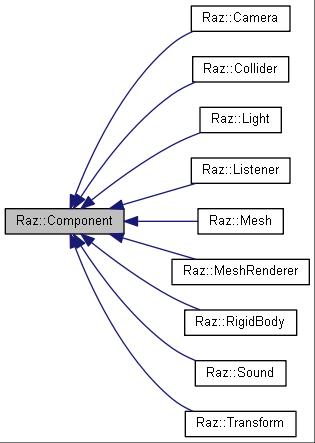 Raz::Camera
Raz::Collider
Raz::Light
Raz::Listener
Raz::Component
Raz::Mesh
Raz::MeshRenderer
Raz::RigidBody
Raz::Sound
Raz::Transform